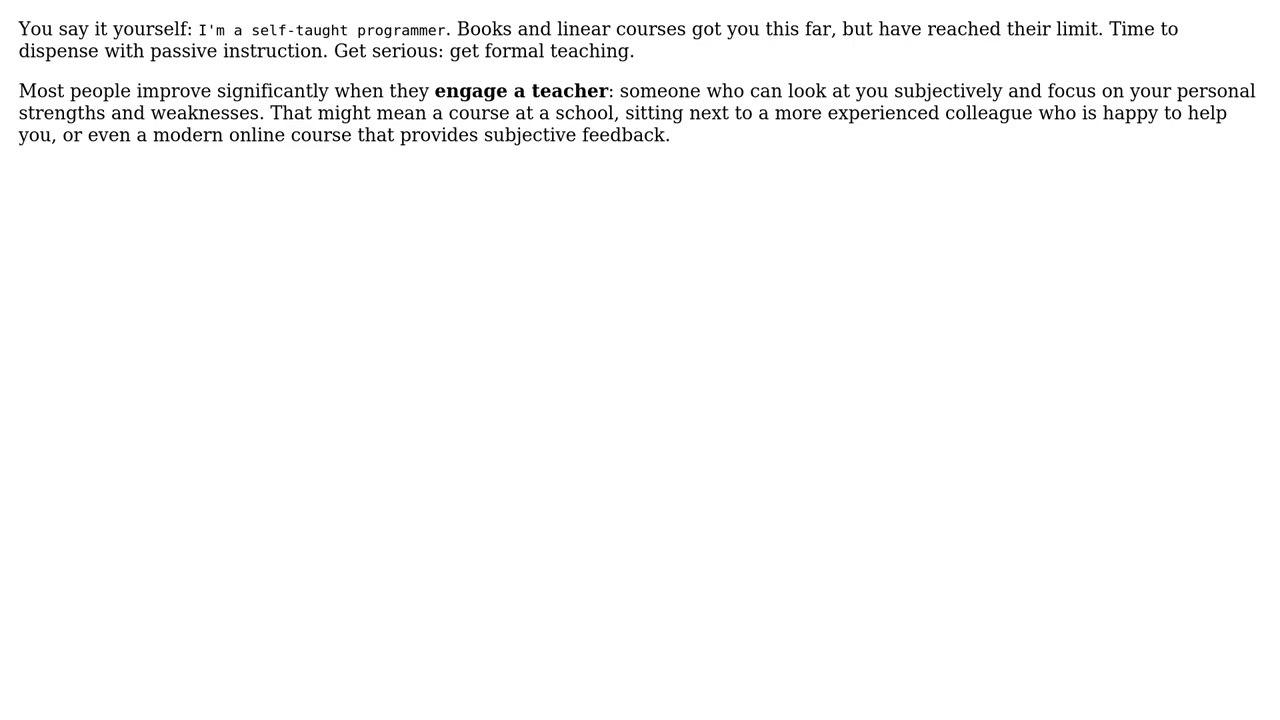 You say it yourself: I'm a self-taught programmer. Books and linear courses got you this far, but have reached their limit. Time to
dispense with passive instruction. Get serious: get formal teaching.
Most people improve significantly when they engage a teacher: someone who can look at you subjectively and focus on your personal
strengths and weaknesses. That might mean a course at a school, sitting next to a more experienced colleague who is happy to help
you, or even a modern online course that provides subjective feedback.